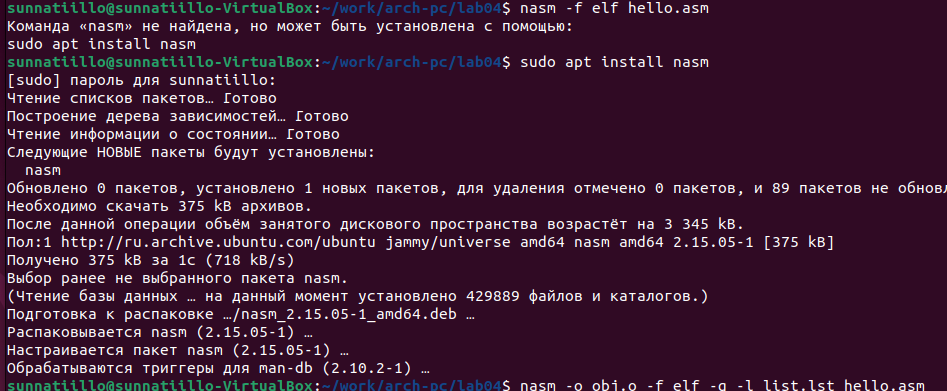 sunnatiillo@sunnatiillo-VirtualBox:~/work/arch-pc/lab04$ nasm -f elf hello.asm
Команда «nasm» не найдена, но может быть установлена с помощью:
sudo apt install nasm
sunnatiillo@sunnatiillo-VirtualBox:~/work/arch-pc/lab04$ sudo apt install nasm
[sudo] пароль для sunnatiillo:
Чтение списков пакетов… Готово
Построение дерева зависимостей… Готово
Чтение информации о состоянии… Готово
Следующие НОВЫЕ пакеты будут установлены:
nasm
Обновлено 0 пакетов, установлено 1 новых пакетов, для удаления отмечено 0 пакетов, и 89 пакетов не обновл
Необходимо скачать 375 kB архивов.
После данной операции объём занятого дискового пространства возрастёт на 3 345 kB.
Пол:1 http://ru.archive.ubuntu.com/ubuntu jammy/universe amd64 nasm amd64 2.15.05-1 [375 kB]
Получено 375 kB за 1с (718 kB/s)
Выбор ранее не выбранного пакета nasm.
(Чтение базы данных … на данный момент установлено 429889 файлов и каталогов.)
Подготовка к распаковке …/nasm_2.15.05-1_amd64.deb …
Распаковывается nasm (2.15.05-1) …
Настраивается пакет nasm (2.15.05-1) …
Обрабатываются триггеры для man-db (2.10.2-1) …
sunnatiillo@sunnatiillo-VirtualBox:~/work/arch-pc/lab04$ nasm -o obj.o -f elf -g -l list.lst hello.asm